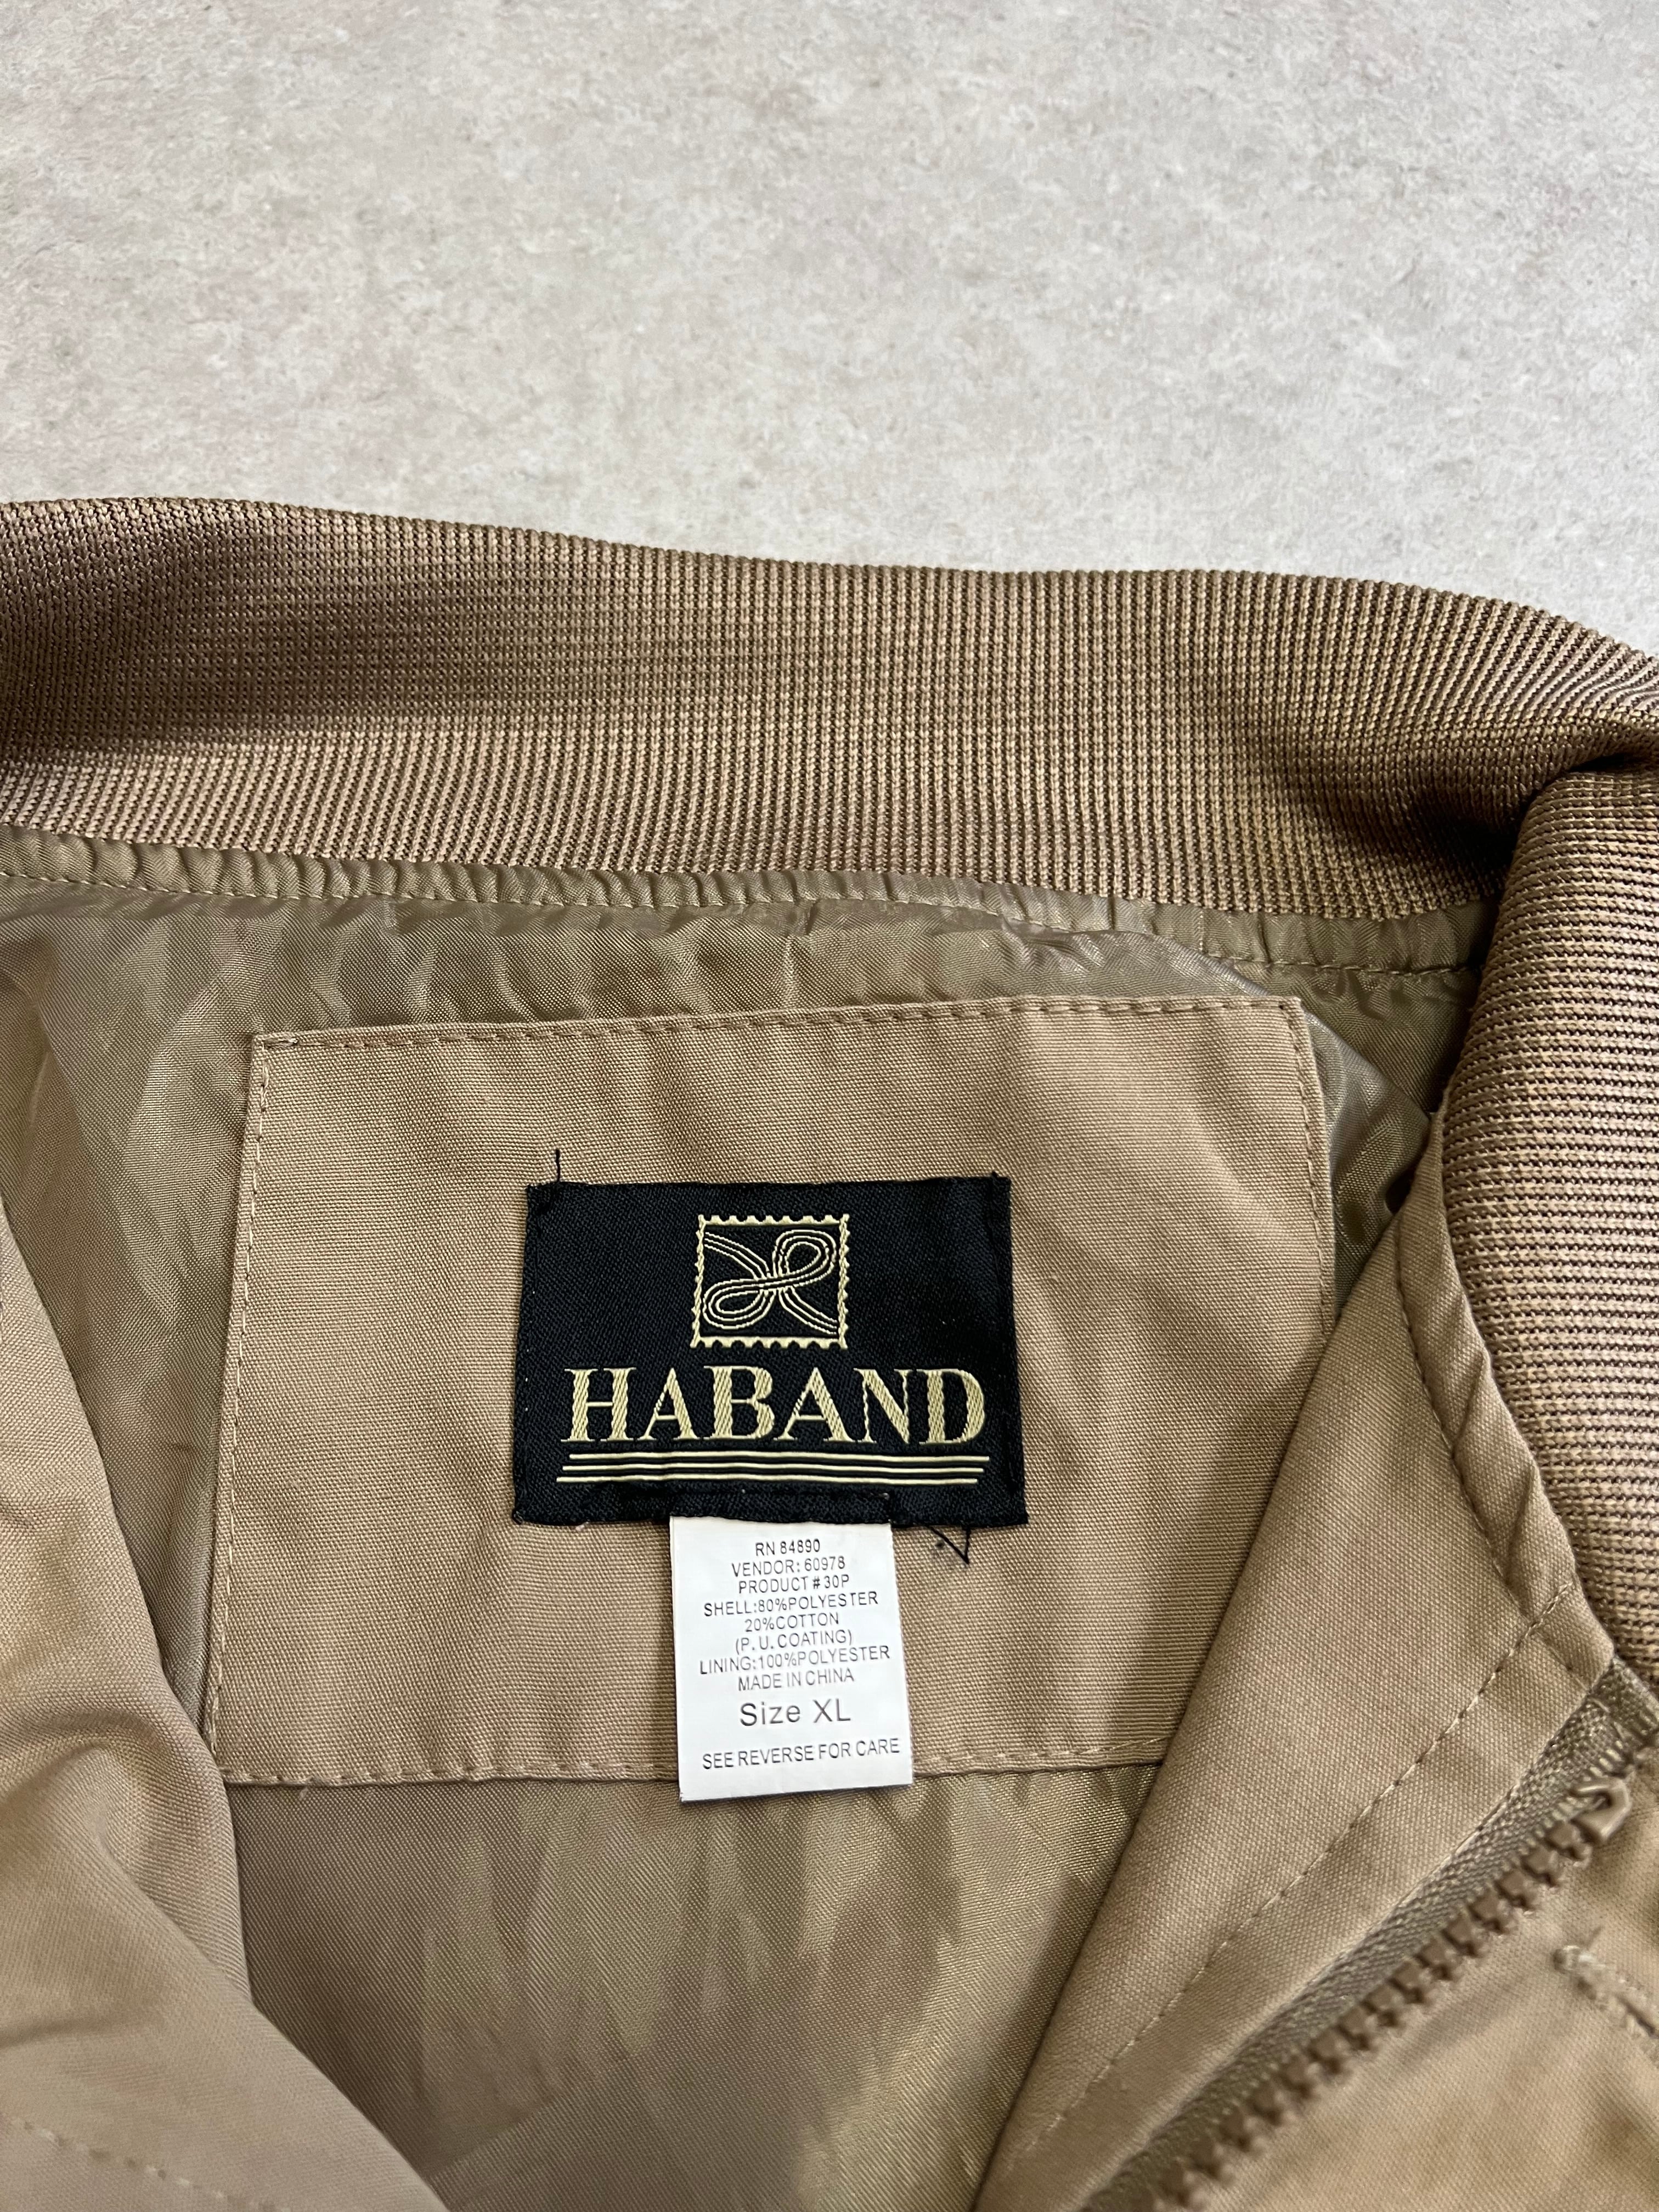 HABAND
RN 84890
VENDOR: 60978
PRODUCT #30P
SHELL:80%POLYESTER
20%COTTON
(P.U.COATING)
LINING:100%POLYESTER
MADE IN CHINA
Size XL
SEE REVERSE FOR CARE